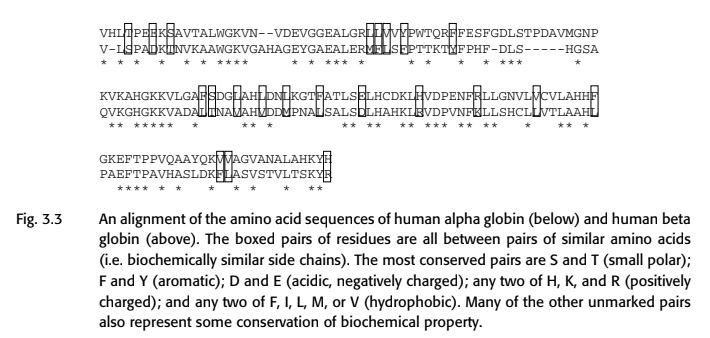 VHLTPEEKSAVTALWGKVN--VDEVGGEALGRLLVVYPWTQRFFESFGDLSTPDAVMGNP
V-LSPADKTNVKAAWGKVGAHAGEYGAEALERMFLSFPTTKTYFPHF-DLS-----HGSA
* * *  *  * * ****     * * *** *     * *   *  * ***      *
KVKAHGKKVLGAFSDGLAHLDNLKGTFATLSELHCDKLHVDPENFRLLGNVLVCVLAHHF
QVKGHGKKVADALTNAVAHVDDMPNALSALSDLHAHKLRVDPVNFKLLSHCLLVTLAAHL
 ** *****  *     ** *        ** **  ** *** ** **   *   ** *
GKEFTPPVQAAYQKVVAGVANALAHKYH
PAEFTPAVHASLDKFLASVSTVLTSKYR
  **** * *   *  * *   *  **
Fig. 3.3
An alignment of the amino acid sequences of human alpha globin (below) and human beta
globin (above). The boxed pairs of residues are all between pairs of similar amino acids
(i.e. biochemically similar side chains). The most conserved pairs are S and T (small polar);
F and Y (aromatic); D and E (acidic, negatively charged); any two of H, K, and R (positively
charged); and any two of F, I, L, M, or V (hydrophobic). Many of the other unmarked pairs
also represent some conservation of biochemical property.